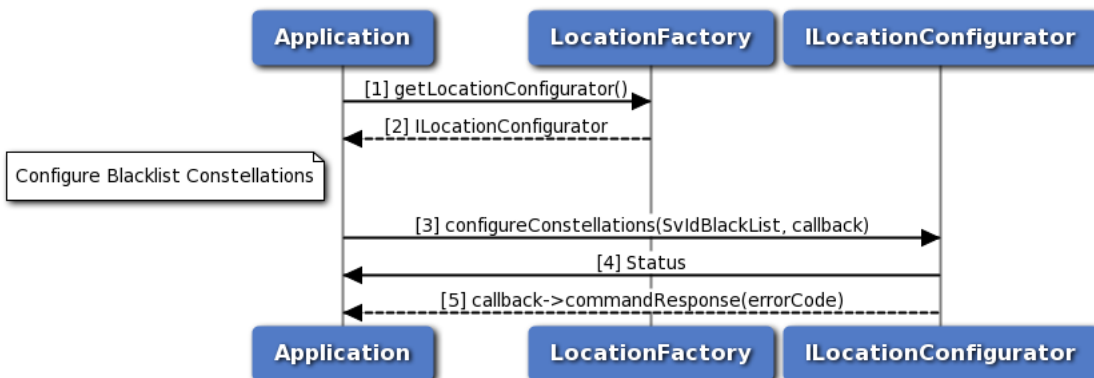 Application
LocationFactory
ILocationConfigurator
[1] getLocationConfigurator()
[2] ILocationConfigurator
Configure Blacklist Constellations
[3] configureConstellations(SvIdBlackList, callback)
[4] Status
[5] callback->commandResponse(errorCode)
Application
LocationFactory
ILocationConfigurator